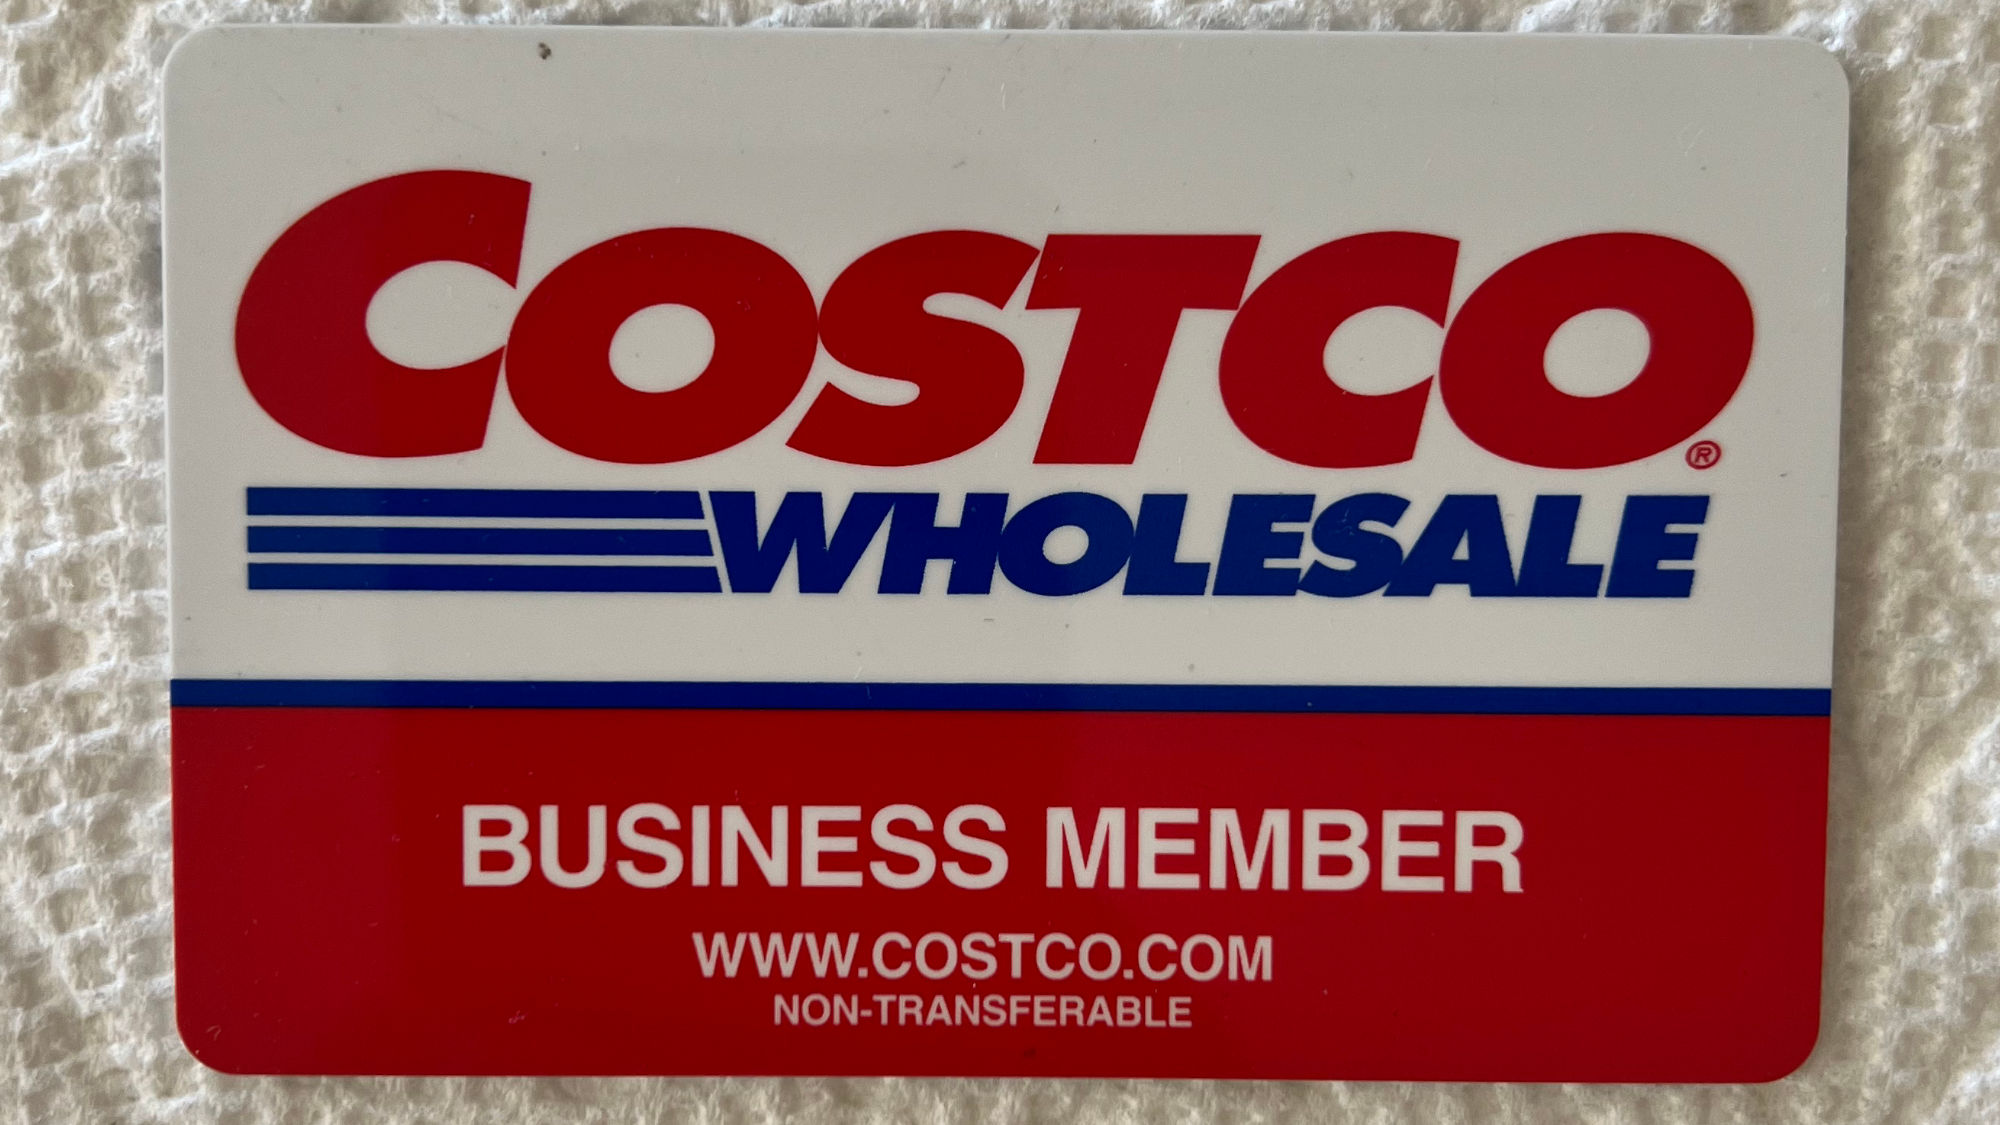 COSTCO®
WHOLESALE
BUSINESS MEMBER
WWW.COSTCO.COM
NON-TRANSFERABLE